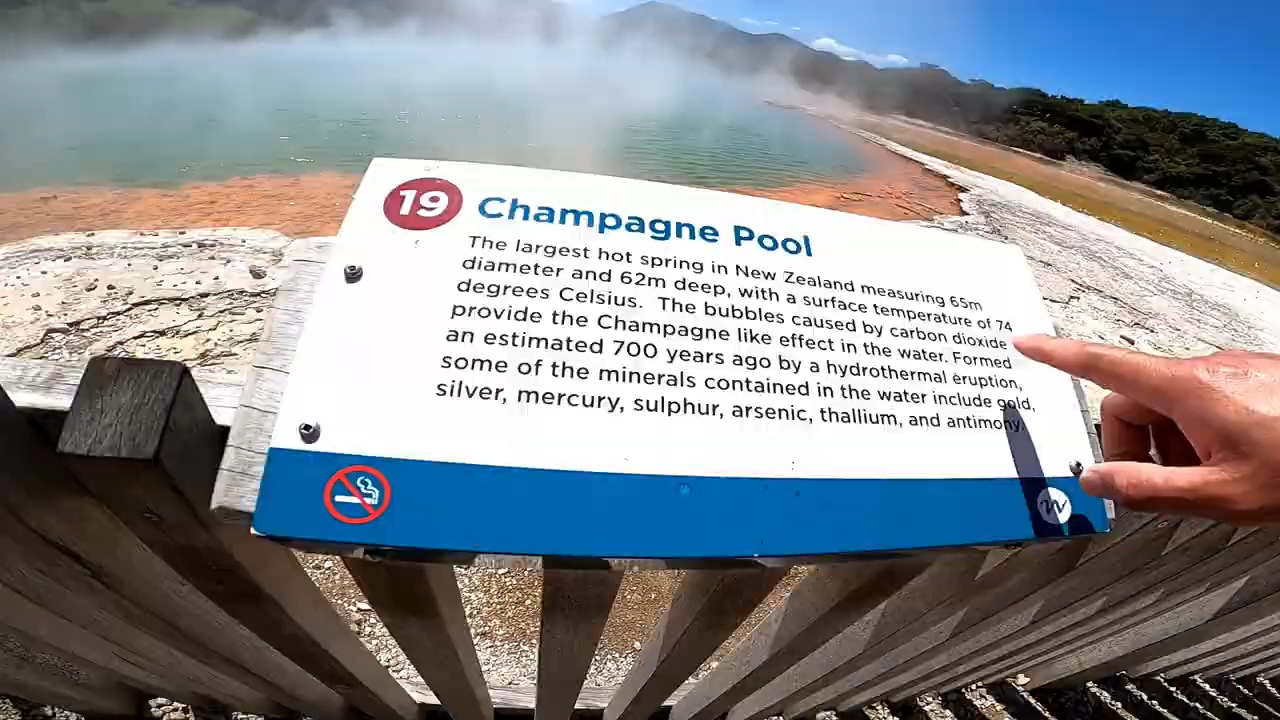 19 Champagne Pool
The largest hot spring in New Zealand measuring 65m
diameter and 62m deep, with a surface temperature of 74
degrees Celsius. The bubbles caused by carbon dioxide
provide the Champagne like effect in the water. Formed
an estimated 700 years ago by a hydrothermal eruption,
some of the minerals contained in the water include gold,
silver, mercury, sulphur, arsenic, thallium, and antimony.
w